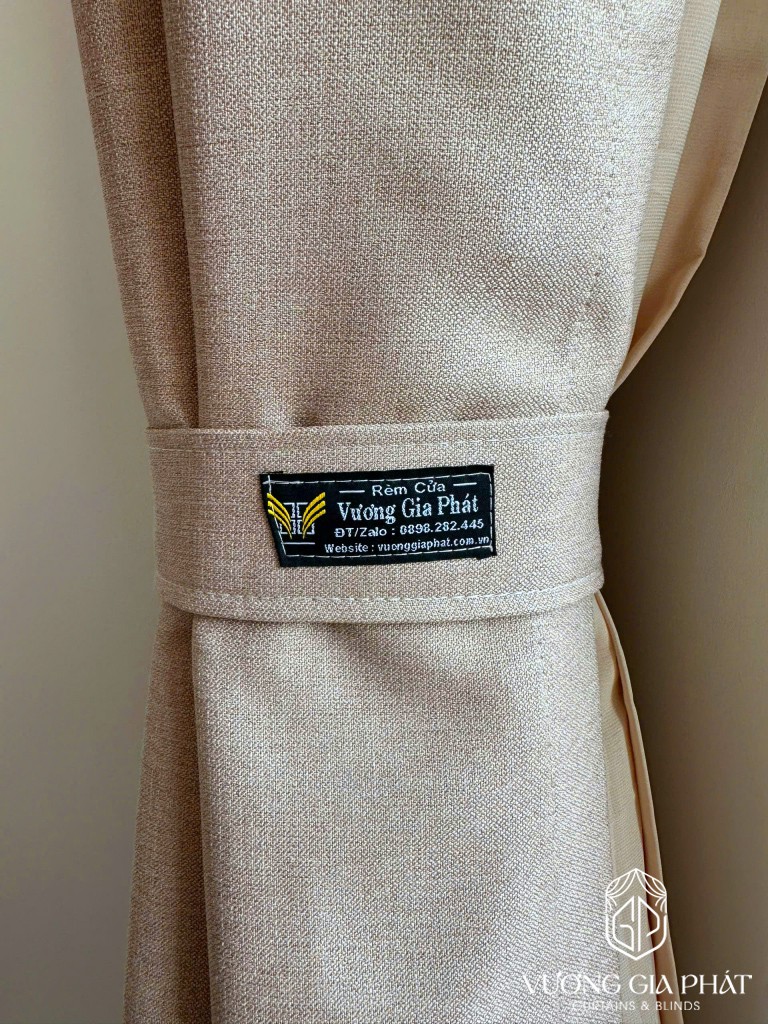 Rèm Cửa
Vương Gia Phát
ĐT/Zalo : 0898.282.445
Website : vuonggiaphat.com.vn
VƯƠNG GIA PHÁT
CURTAINS & BLINDS